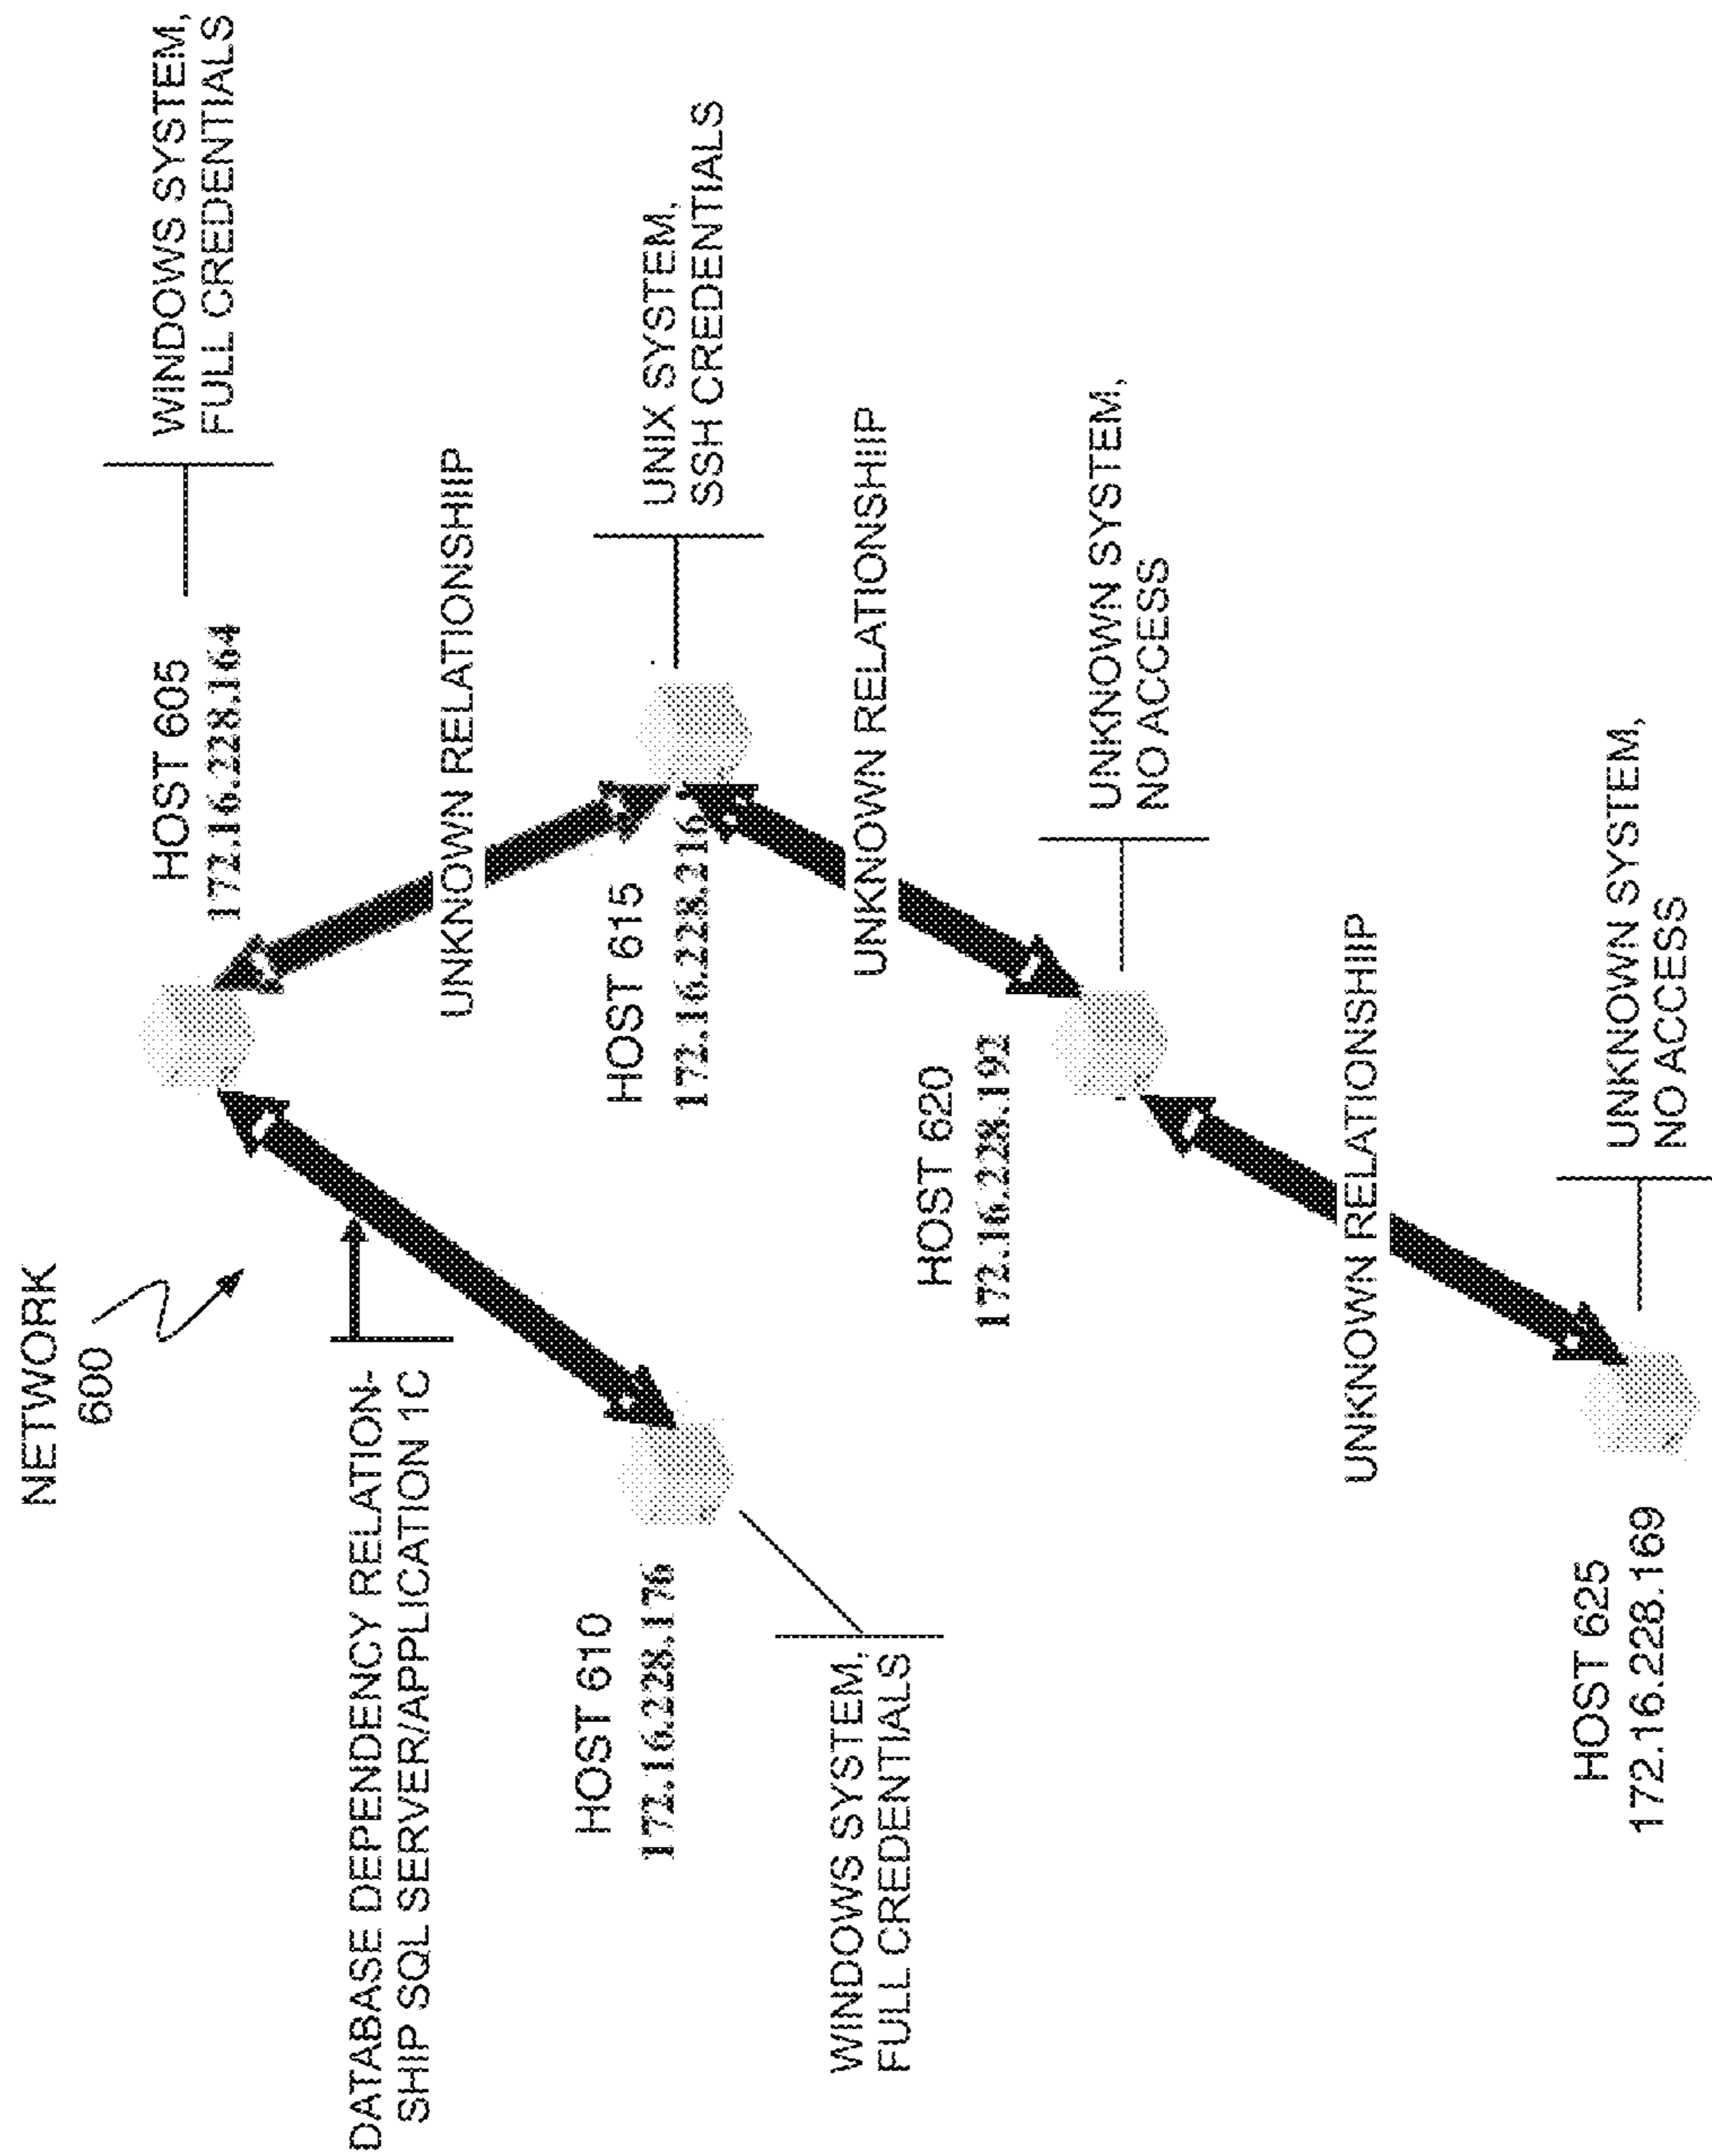 NETWORK
600
HOST 605
172.16.228.164
WINDOWS SYSTEM,
FULL CREDENTIALS
DATABASE DEPENDENCY RELATION-
SHIP SQL SERVER/APPLICATION 1C
UNKNOWN RELATIONSHIIP
HOST 610
172.16.228.176
HOST 615
172.16.228.216
UNIX SYSTEM,
SSH CREDENTIALS
WINDOWS SYSTEM,
FULL CREDENTIALS
UNKNOWN RELATIONSHIIP
HOST 620
172.16.228.192
UNKNOWN SYSTEM,
NO ACCESS
UNKNOWN RELATIONSHIIP
HOST 625
172.16.228.169
UNKNOWN SYSTEM,
NO ACCESS